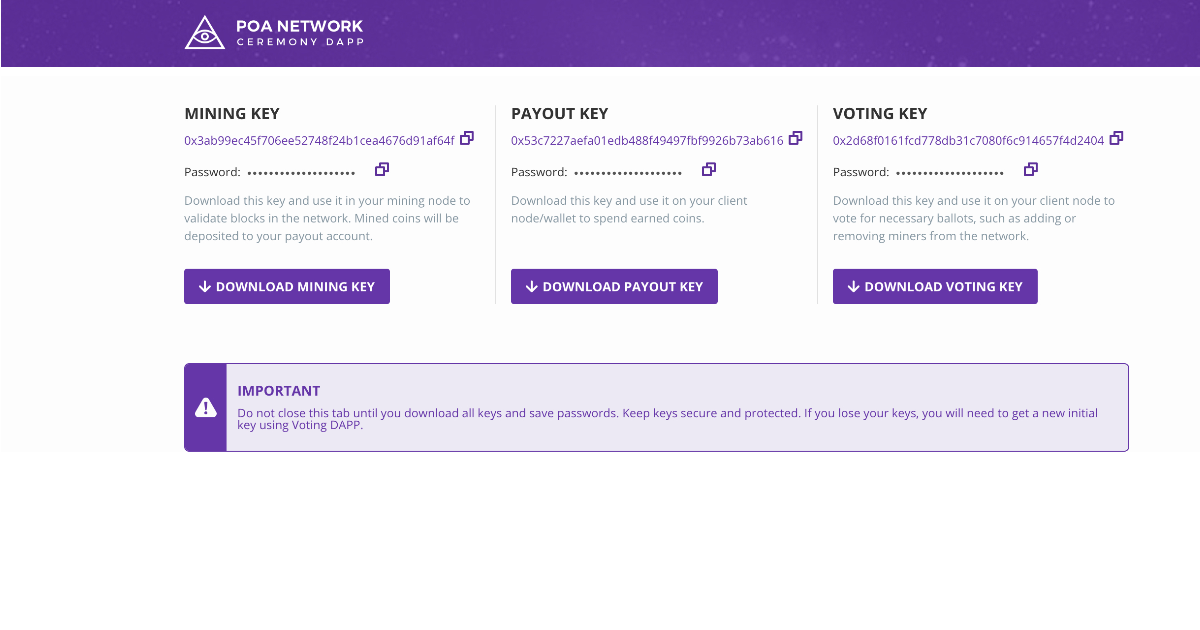 POA NETWORK
CEREMONY DAPP
MINING KEY
0x3ab99ec45f706ee52748f24b1cea4676d91af64f
Password: ••••••••••••••••••••
Download this key and use it in your mining node to
validate blocks in the network. Mined coins will be
deposited to your payout account.
DOWNLOAD MINING KEY
PAYOUT KEY
0x53c7227aefa01edb488f49497fbf9926b73ab616
Password: ••••••••••••••••••••
Download this key and use it on your client
node/wallet to spend earned coins.
DOWNLOAD PAYOUT KEY
VOTING KEY
0x2d68f0161fcd778db31c7080f6c914657f4d2404
Password: ••••••••••••••••••••
Download this key and use it on your client node to
vote for necessary ballots, such as adding or
removing miners from the network.
DOWNLOAD VOTING KEY
IMPORTANT
Do not close this tab until you download all keys and save passwords. Keep keys secure and protected. If you lose your keys, you will need to get a new initial
key using Voting DAPP.